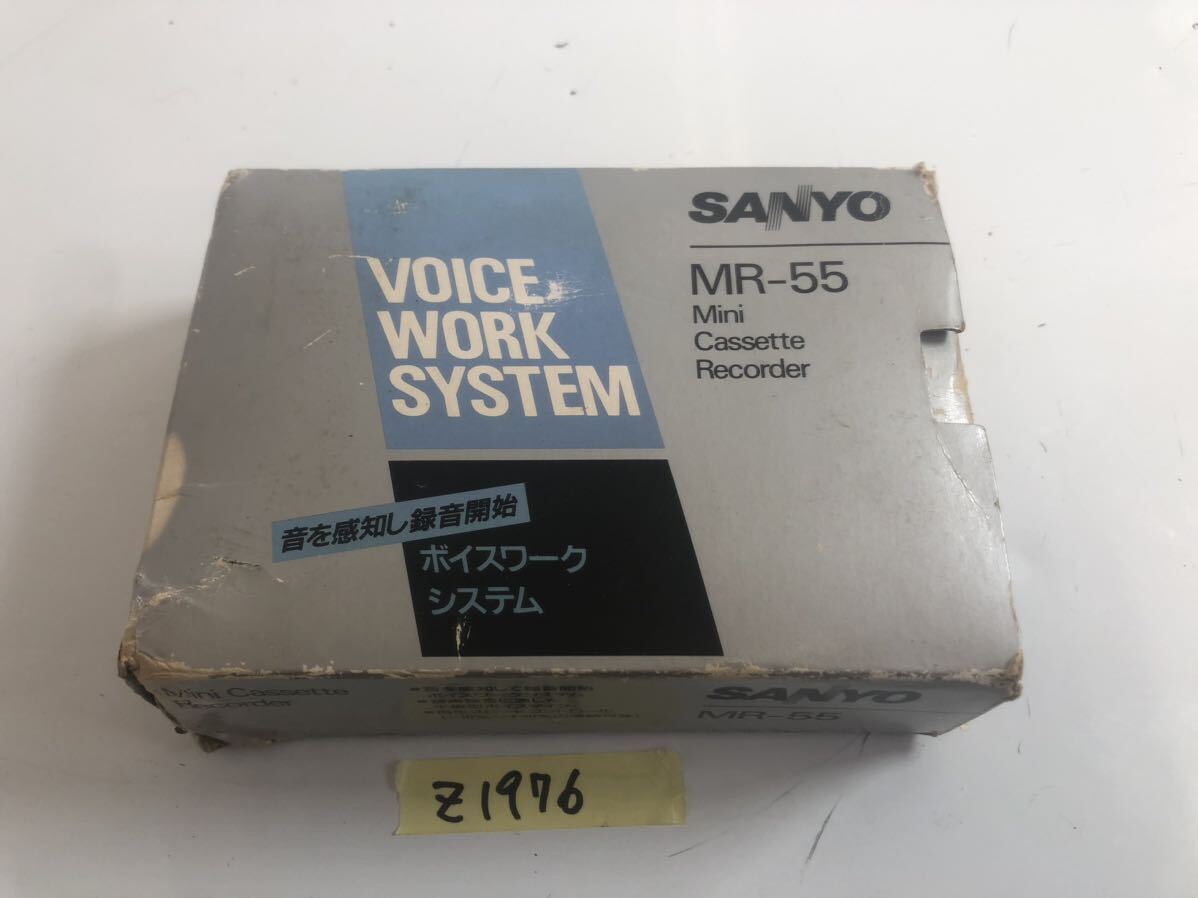 SANYO
MR-55
Mini
Cassette
Recorder
VOICE
WORK
SYSTEM
音を感知し録音開始
ボイスワーク
システム
Mini Cassette
Recorder
SANYO
MR-55
Z1976